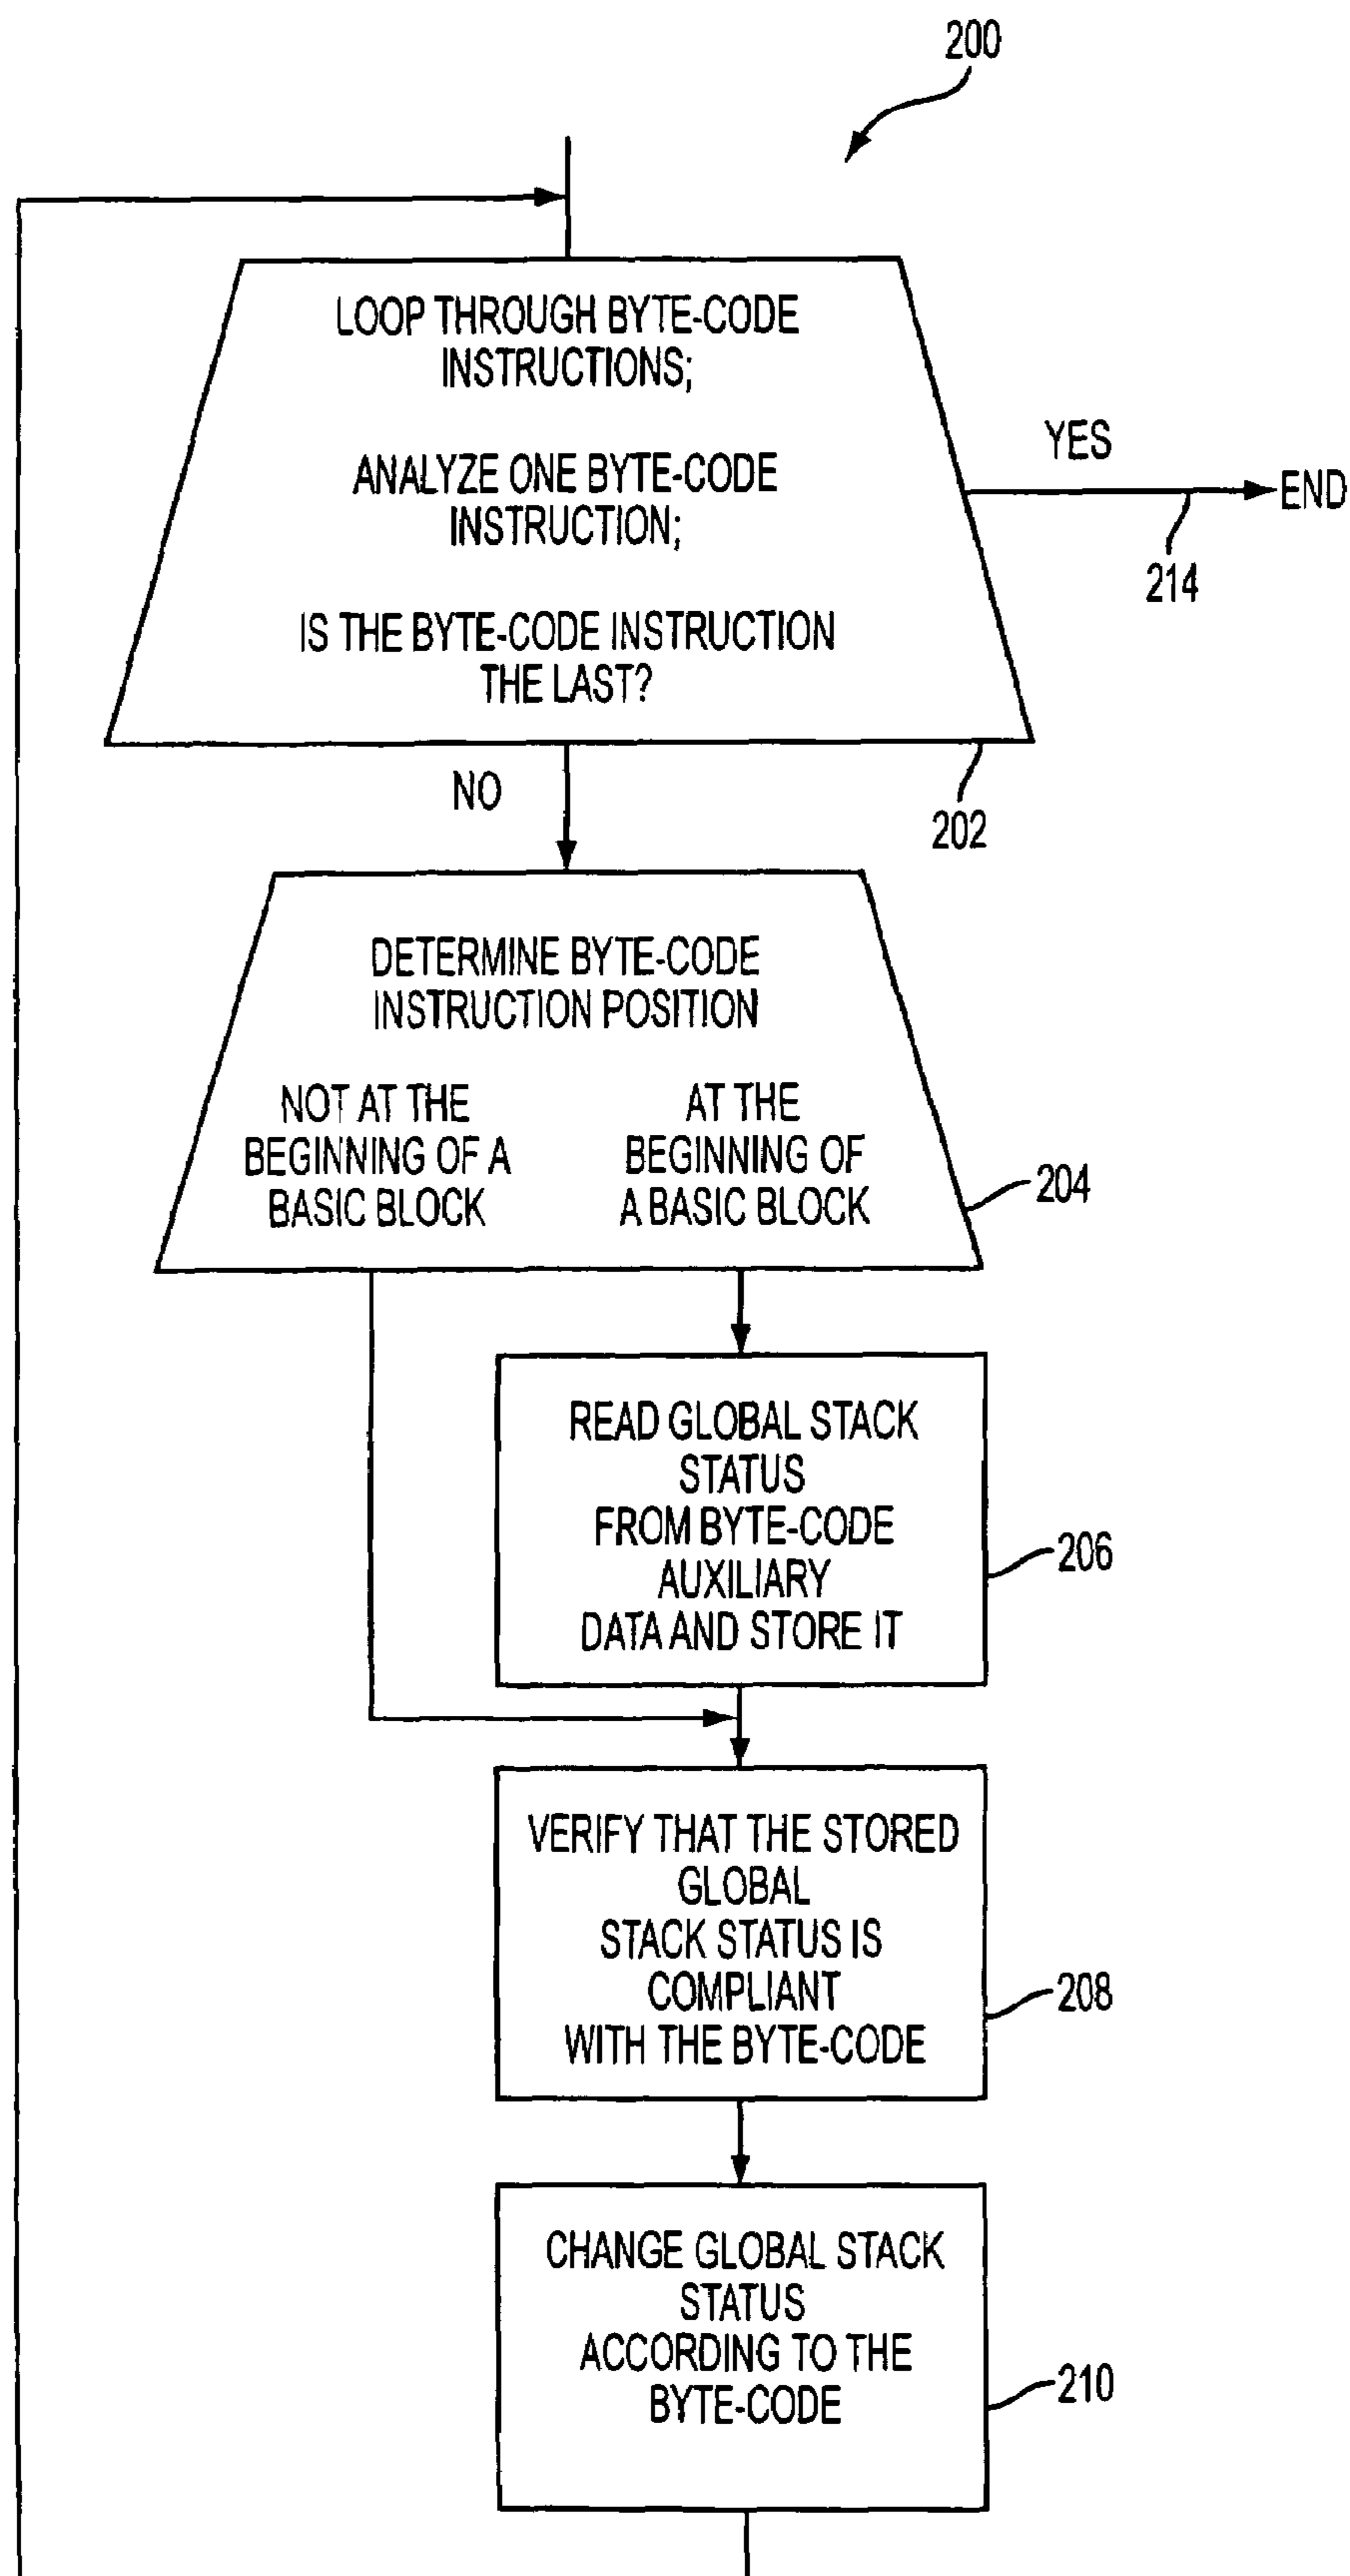 200
LOOP THROUGH BYTE-CODE
INSTRUCTIONS;
ANALYZE ONE BYTE-CODE
INSTRUCTION;
IS THE BYTE-CODE INSTRUCTION
THE LAST?
YES
END
214
NO
202
DETERMINE BYTE-CODE
INSTRUCTION POSITION
NOT AT THE
BEGINNING OF A
BASIC BLOCK
AT THE
BEGINNING OF
A BASIC BLOCK
204
READ GLOBAL STACK
STATUS
FROM BYTE-CODE
AUXILIARY
DATA AND STORE IT
206
VERIFY THAT THE STORED
GLOBAL
STACK STATUS IS
COMPLIANT
WITH THE BYTE-CODE
208
CHANGE GLOBAL STACK
STATUS
ACCORDING TO THE
BYTE-CODE
210